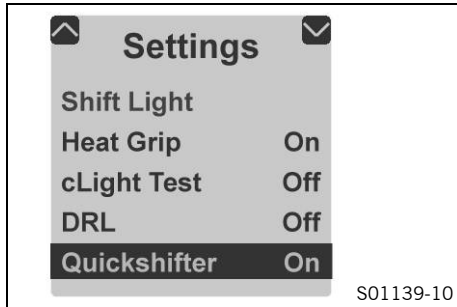 Settings
Shift Light
Heat Grip On
cLight Test Off
DRL Off
Quickshifter On
S01139-10